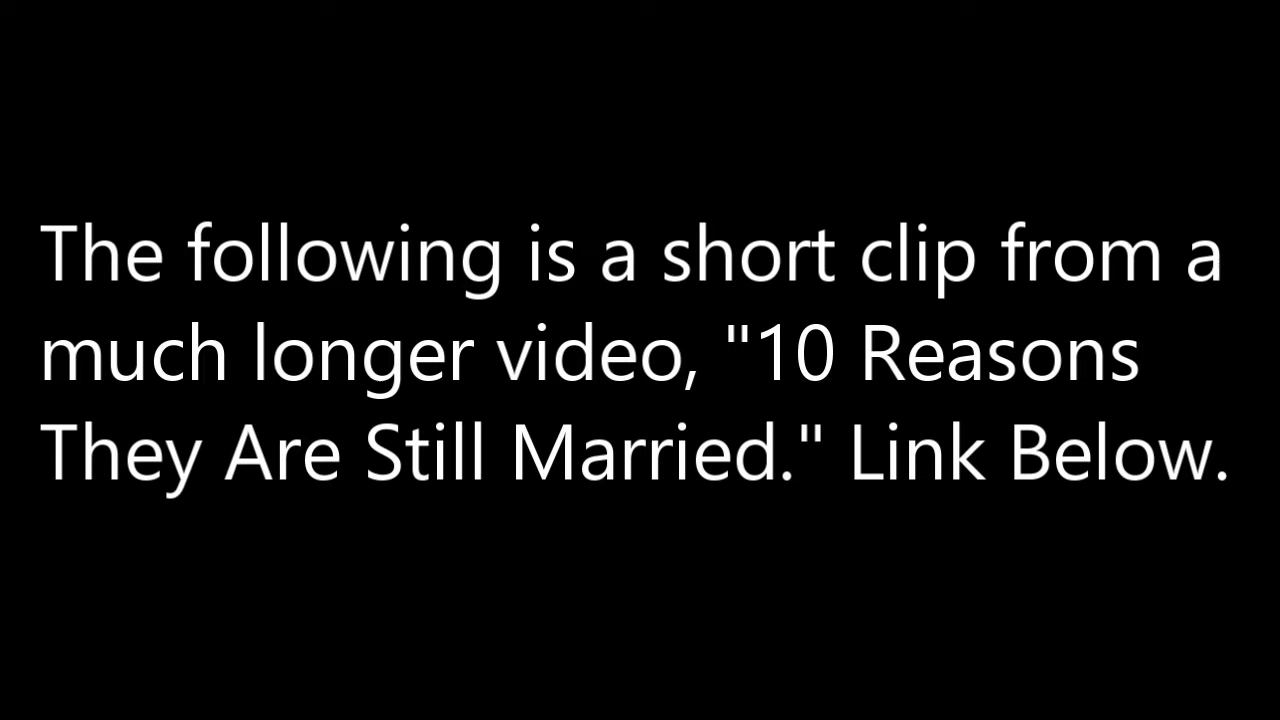 The following is a short clip from a
much longer video, "10 Reasons
They Are Still Married." Link Below.